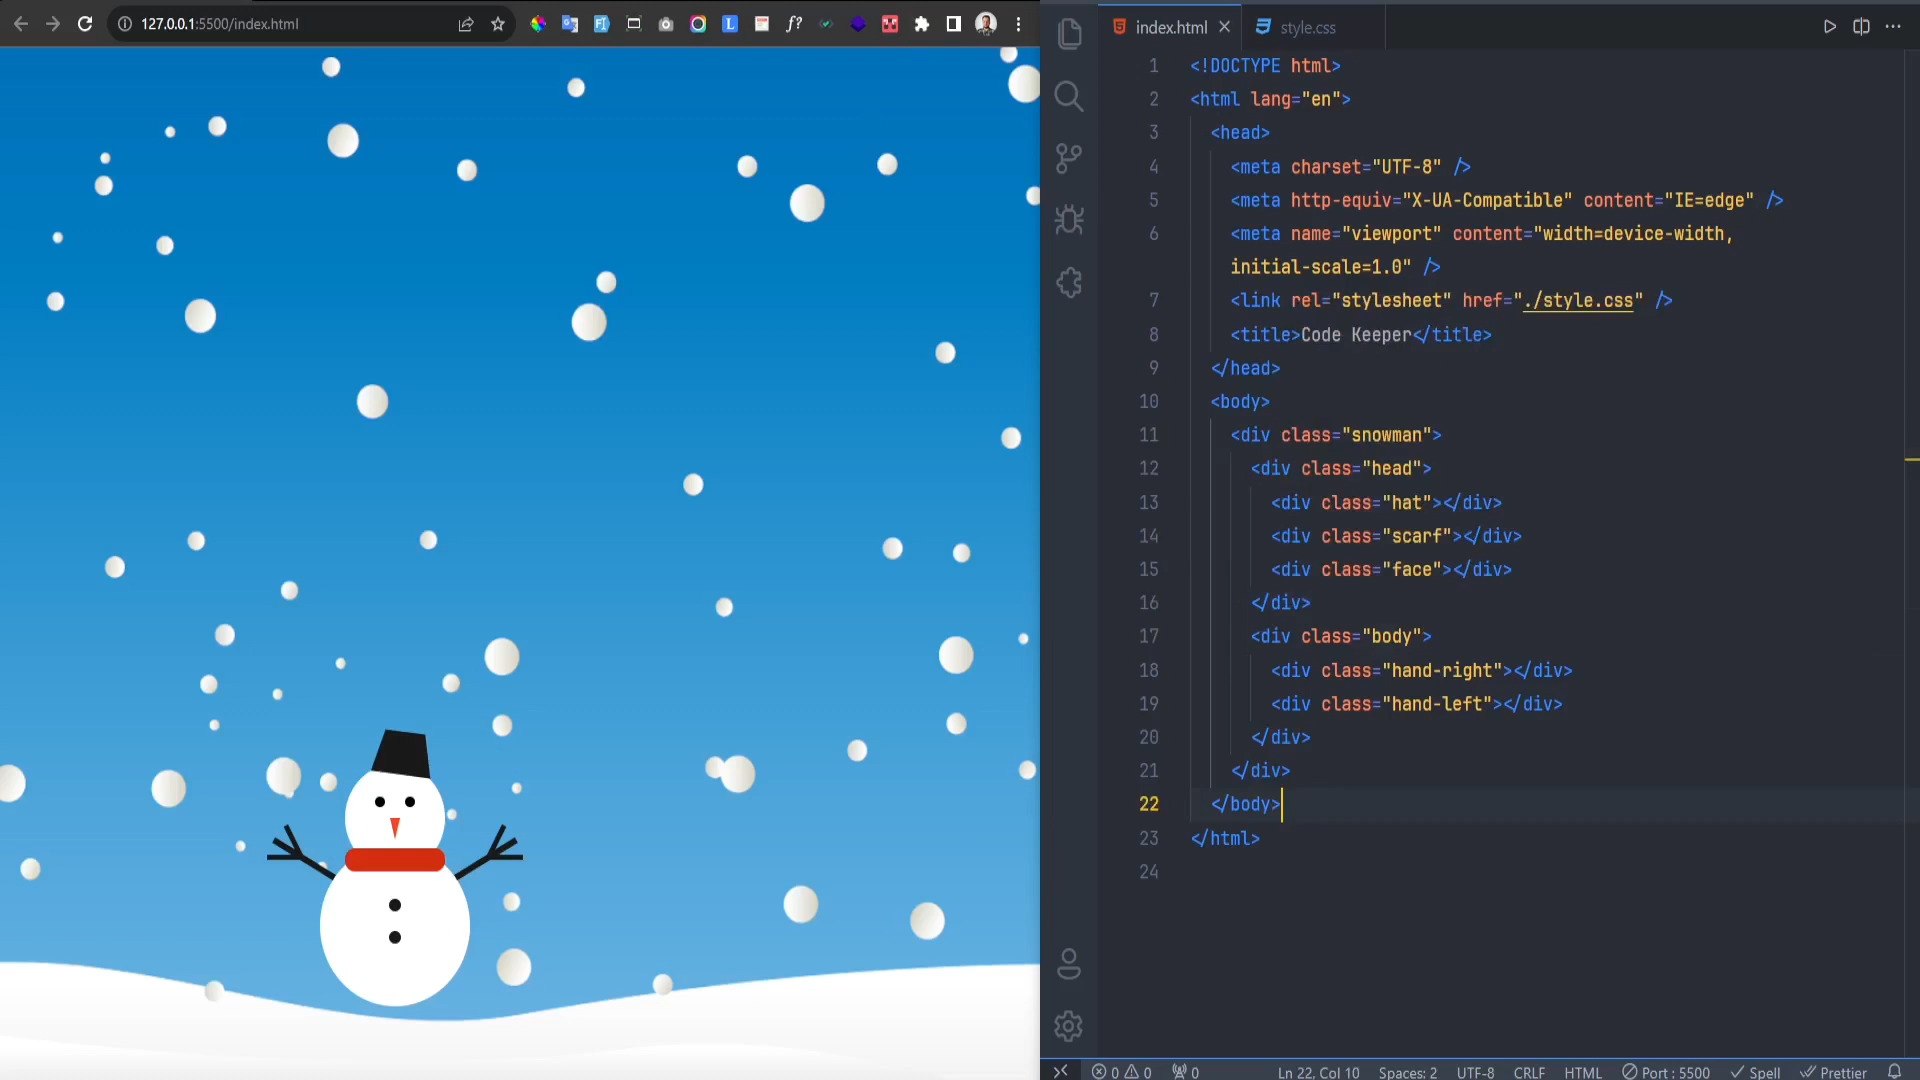 127.0.0.1:5500/index.html
index.html
style.css
1 <!DOCTYPE html>
2 <html lang="en">
3 <head>
4 <meta charset="UTF-8" />
5 <meta http-equiv="X-UA-Compatible" content="IE=edge" />
6 <meta name="viewport" content="width=device-width,
initial-scale=1.0" />
7 <link rel="stylesheet" href="./style.css" />
8 <title>Code Keeper</title>
9 </head>
10 <body>
11 <div class="snowman">
12 <div class="head">
13 <div class="hat"></div>
14 <div class="scarf"></div>
15 <div class="face"></div>
16 </div>
17 <div class="body">
18 <div class="hand-right"></div>
19 <div class="hand-left"></div>
20 </div>
21 </div>
22 </body>
23 </html>
24
0 0 0 Ln 22, Col 10 Spaces: 2 UTF-8 CRLF HTML Port : 5500 Spell Prettier